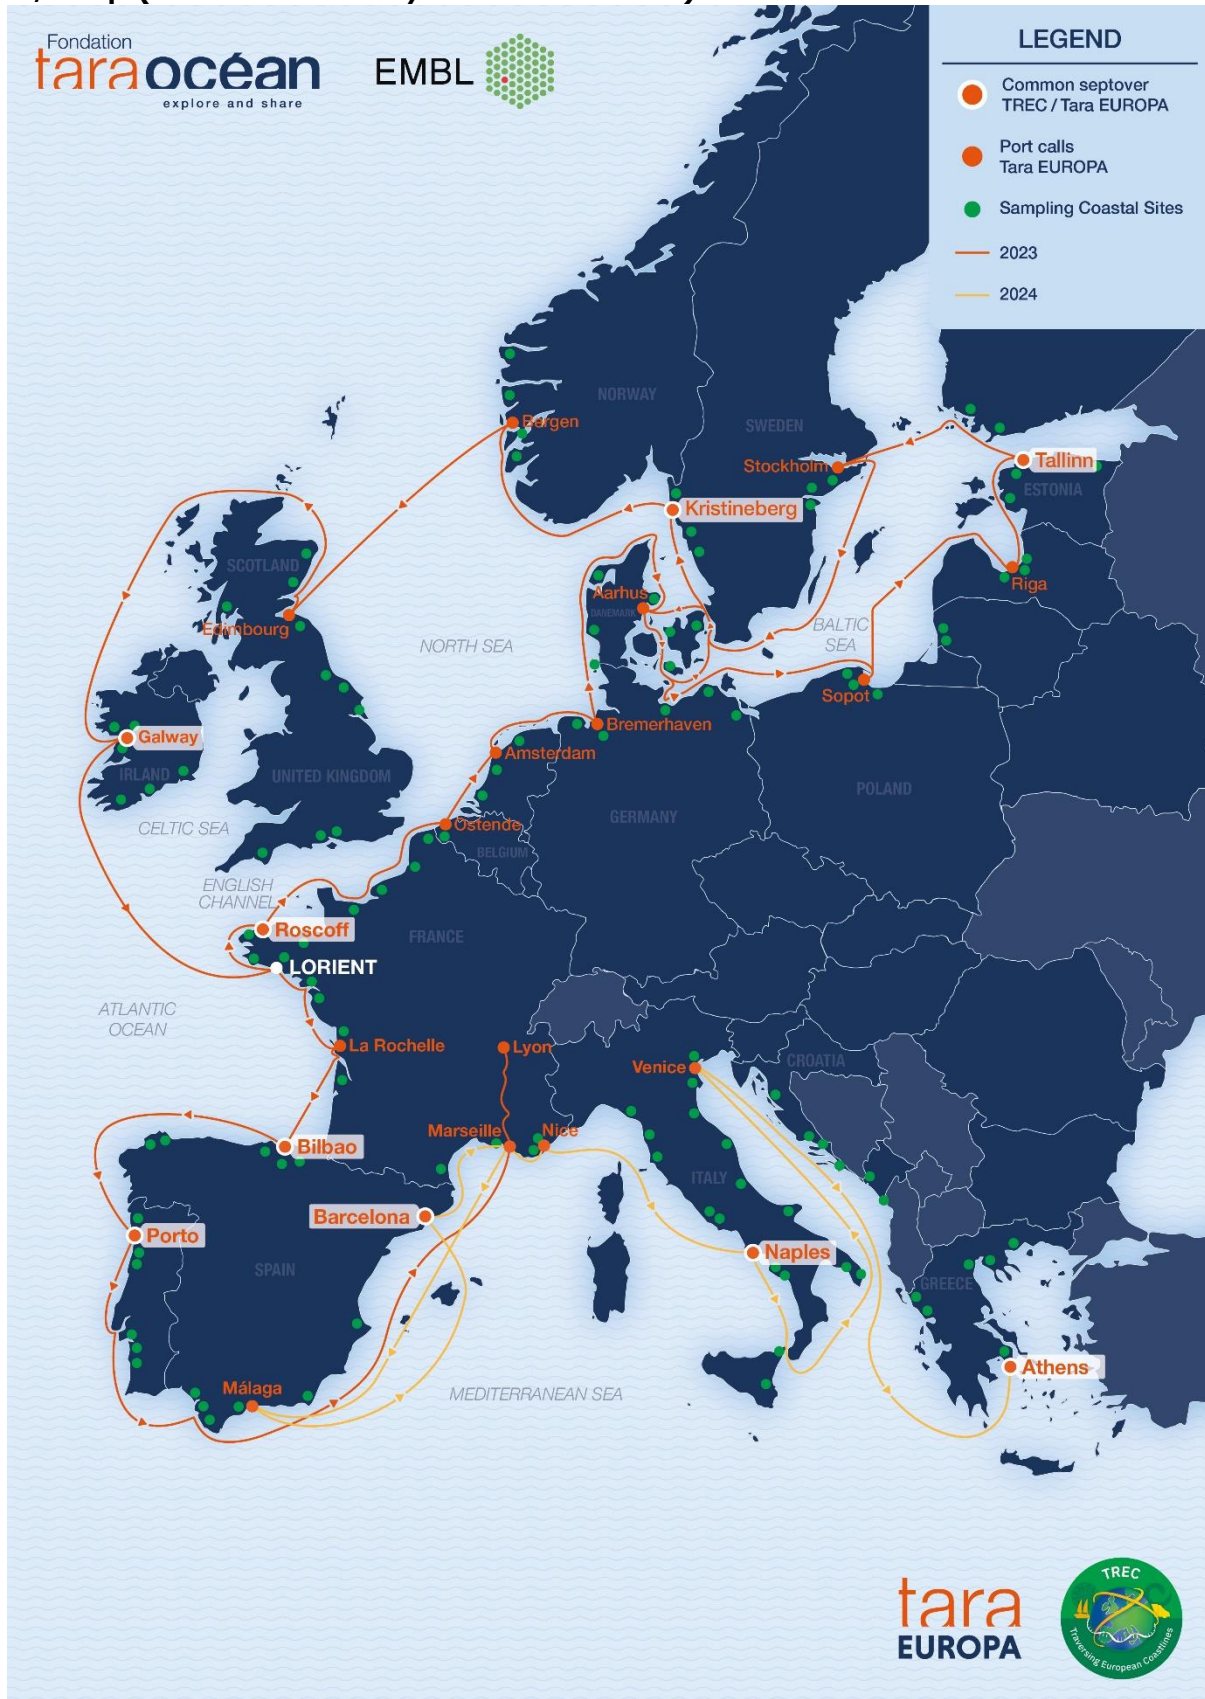 Fondation
tara océan
explore and share
EMBL
LEGEND
Common septover
TREC / Tara EUROPA
Port calls
Tara EUROPA
Sampling Coastal Sites
2023
2024
NORWAY
SWEDEN
Bergen
Stockholm
Tallinn
ESTONIA
Kristineberg
SCOTLAND
Riga
Aarhus
DANEMARK
Edimbourg
NORTH SEA
BALTIC
SEA
Sopot
Galway
Bremerhaven
Amsterdam
IRLAND
UNITED KINGDOM
POLAND
CELTIC SEA
Ostende
GERMANY
BELGIUM
ENGLISH
CHANNEL
Roscoff
FRANCE
LORIENT
ATLANTIC
OCEAN
La Rochelle
Lyon
Venice
CROATIA
Marseille
Nice
Bilbao
ITALY
Barcelona
Porto
Naples
SPAIN
GREECE
Athens
Málaga
MEDITERRANEAN SEA
tara
EUROPA
TREC
Traversing European Coastlines